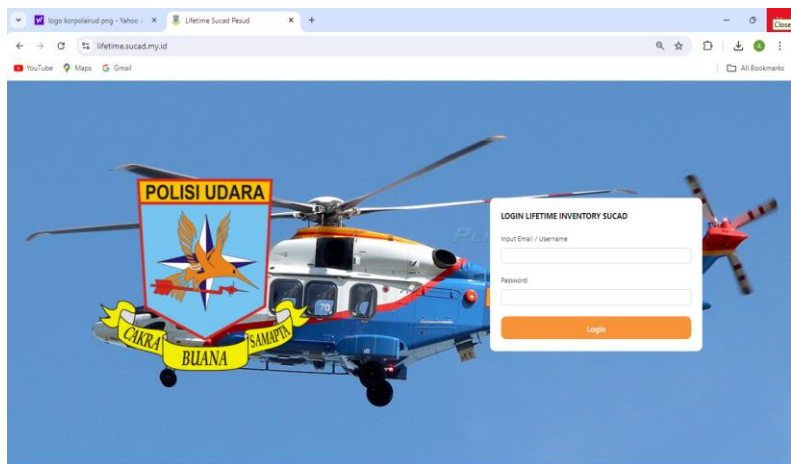 logo korpolairud png - Yahoo
Lifetime Sucad Pesud
Close
lifetime.sucad.my.id
YouTube
Maps
Gmail
All Bookmarks
POLISI UDARA
CAKRA
BUANA
SAMAPTA
70
LOGIN LIFETIME INVENTORY SUCAD
Input Email / Username
Password
Login